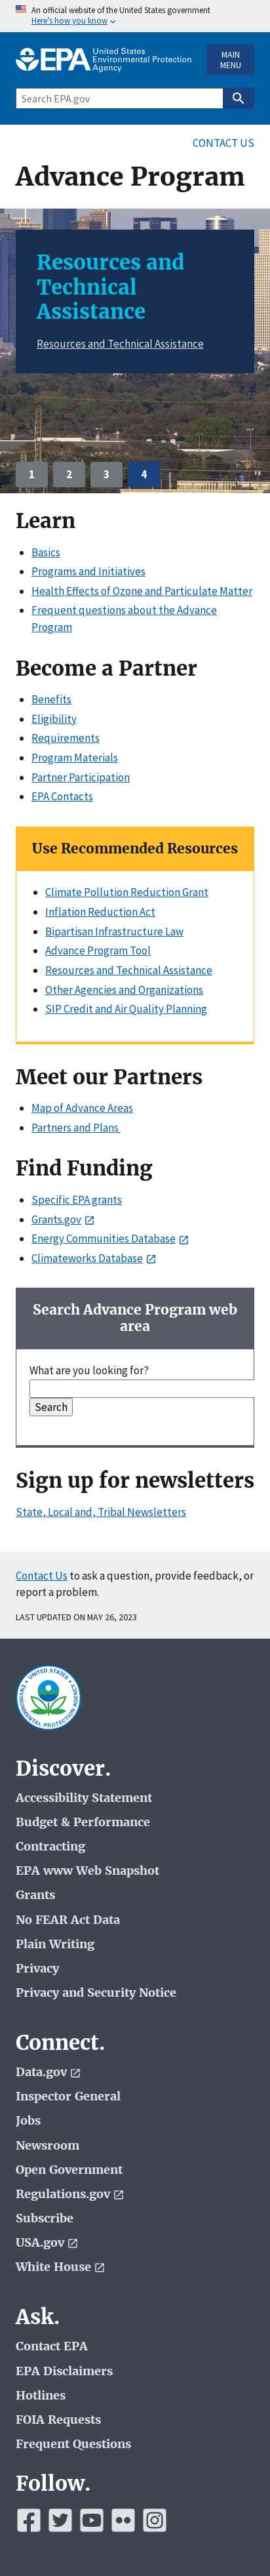 An official website of the United States government
Here's how you know
EPA United States
Environmental Protection
Agency
MAIN
MENU
Search EPA.gov
CONTACT US
Advance Program
Resources and
Technical
Assistance
Resources and Technical Assistance
1 2 3 4
Learn
Basics
Programs and Initiatives
Health Effects of Ozone and Particulate Matter
Frequent questions about the Advance
Program
Become a Partner
Benefits
Eligibility
Requirements
Program Materials
Partner Participation
EPA Contacts
Use Recommended Resources
Climate Pollution Reduction Grant
Inflation Reduction Act
Bipartisan Infrastructure Law
Advance Program Tool
Resources and Technical Assistance
Other Agencies and Organizations
SIP Credit and Air Quality Planning
Meet our Partners
Map of Advance Areas
Partners and Plans
Find Funding
Specific EPA grants
Grants.gov
Energy Communities Database
Climateworks Database
Search Advance Program web
area
What are you looking for?
Search
Sign up for newsletters
State, Local and, Tribal Newsletters
Contact Us to ask a question, provide feedback, or
report a problem.
LAST UPDATED ON MAY 26, 2023
UNITED STATES
ENVIRONMENTAL PROTECTION AGENCY
Discover.
Accessibility Statement
Budget & Performance
Contracting
EPA www Web Snapshot
Grants
No FEAR Act Data
Plain Writing
Privacy
Privacy and Security Notice
Connect.
Data.gov
Inspector General
Jobs
Newsroom
Open Government
Regulations.gov
Subscribe
USA.gov
White House
Ask.
Contact EPA
EPA Disclaimers
Hotlines
FOIA Requests
Frequent Questions
Follow.